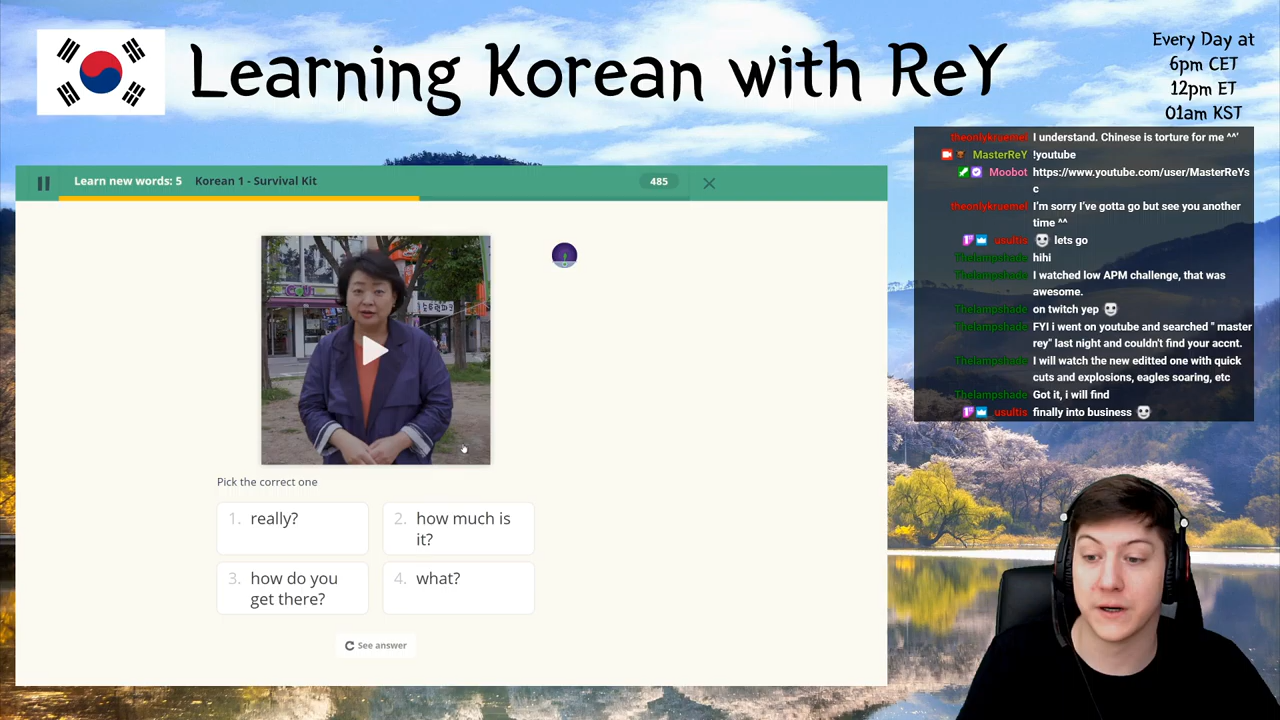 Learning Korean with ReY
Every Day at
6pm CET
12pm ET
01am KST
theonlykruemel I understand. Chinese is torture for me ^^'
MasterReY !youtube
Moobot https://www.youtube.com/user/MasterReYs
c
theonlykruemel I'm sorry I've gotta go but see you another
time ^^
usultis lets go
Thelampshade hihi
Thelampshade I watched low APM challenge, that was
awesome.
Thelampshade on twitch yep
Thelampshade FYI i went on youtube and searched " master
rey" last night and couldn't find your accnt.
Thelampshade I will watch the new editted one with quick
cuts and explosions, eagles soaring, etc
Thelampshade Got it, i will find
usultis finally into business
Learn new words: 5 Korean 1 - Survival Kit 485
Pick the correct one
1. really?
2. how much is
it?
3. how do you
get there?
4. what?
See answer